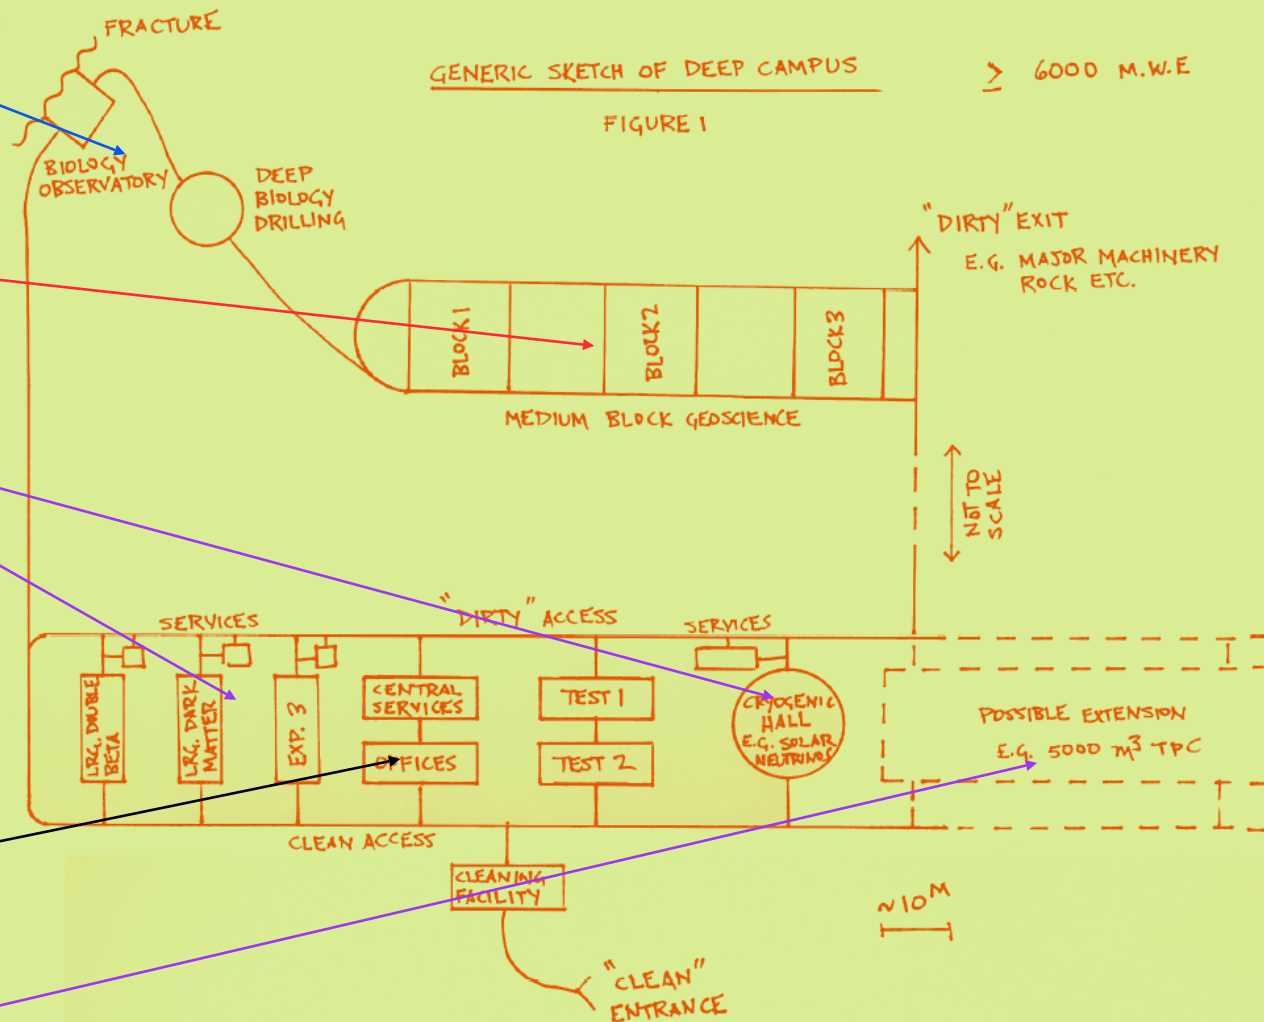 FRACTURE
GENERIC SKETCH OF DEEP CAMPUS
≥ 6000 M.W.E
FIGURE 1
BIOLOGY
OBSERVATORY
DEEP
BIOLOGY
DRILLING
"DIRTY" EXIT
E.G. MAJOR MACHINERY
ROCK ETC.
BLOCK 1
BLOCK 2
BLOCK 3
MEDIUM BLOCK GEOSCIENCE
NOT TO
SCALE
SERVICES
"DIRTY" ACCESS
SERVICES
LRG. DOUBLE
BETA
LRG. DARK
MATTER
EXP. 3
CENTRAL
SERVICES
OFFICES
TEST 1
TEST 2
CRYOGENIC
HALL
E.G. SOLAR
NEUTRINOS
POSSIBLE EXTENSION
E.G. 5000 m³ TPC
CLEAN ACCESS
CLEANING
FACILITY
~10M
"CLEAN"
ENTRANCE